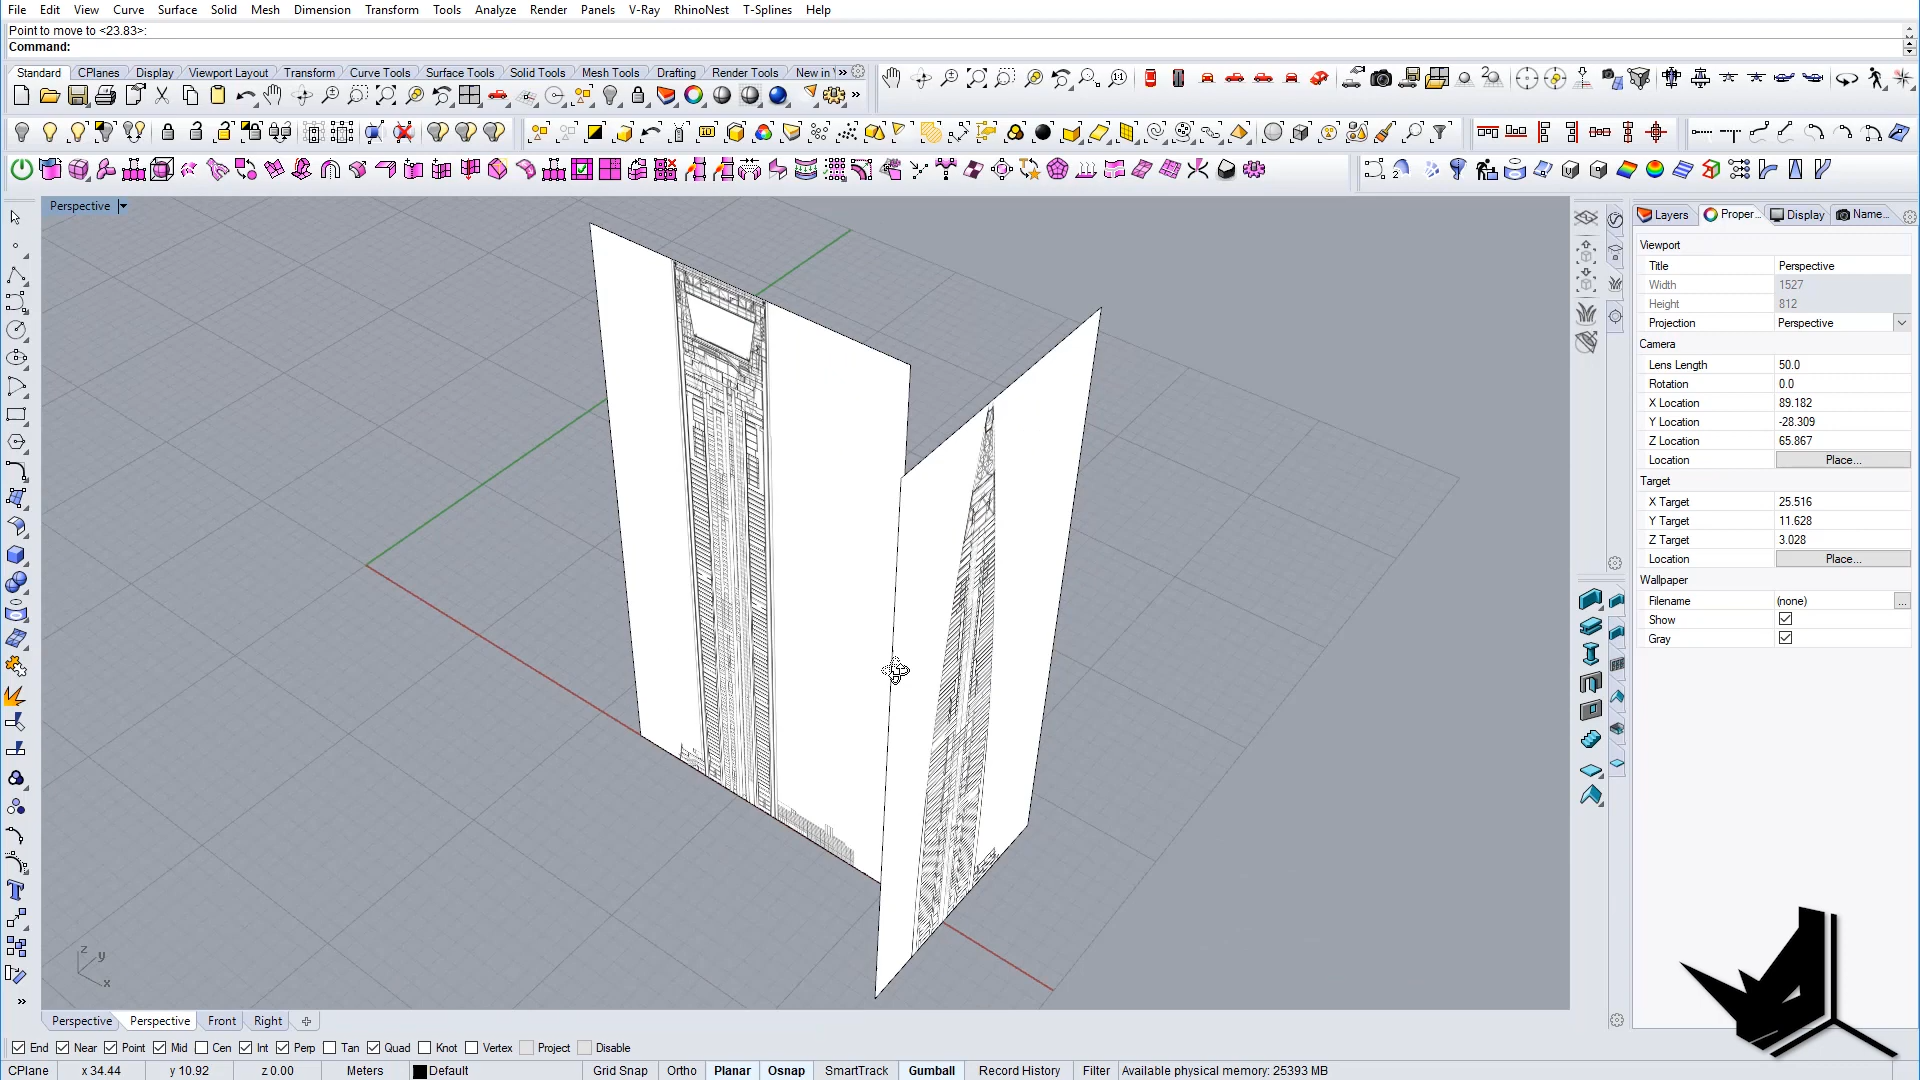 File Edit View Curve Surface Solid Mesh Dimension Transform Tools Analyze Render Panels V-Ray RhinoNest T-Splines Help
Point to move to <23.83>:
Command:
Standard CPlanes Display Viewport Layout Transform Curve Tools Surface Tools Solid Tools Mesh Tools Drafting Render Tools New in
Perspective
Layers Proper... Display Name...
Viewport
Title Perspective
Width 1527
Height 812
Projection Perspective
Camera
Lens Length 50.0
Rotation 0.0
X Location 89.182
Y Location -28.309
Z Location 65.867
Location Place...
Target
X Target 25.516
Y Target 11.628
Z Target 3.028
Location Place...
Wallpaper
Filename (none) ...
Show
Gray
z y x
Perspective Perspective Front Right
End Near Point Mid Cen Int Perp Tan Quad Knot Vertex Project Disable
CPlane x 34.44 y 10.92 z 0.00 Meters Default Grid Snap Ortho Planar Osnap SmartTrack Gumball Record History Filter Available physical memory: 25393 MB